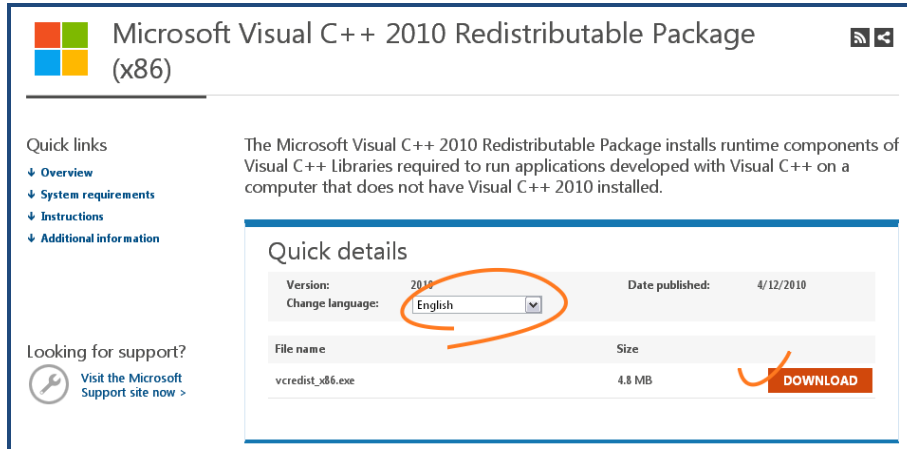 Microsoft Visual C++ 2010 Redistributable Package
(x86)
Quick links
Overview
System requirements
Instructions
Additional information
The Microsoft Visual C++ 2010 Redistributable Package installs runtime components of
Visual C++ Libraries required to run applications developed with Visual C++ on a
computer that does not have Visual C++ 2010 installed.
Quick details
Version: 2010 Date published: 4/12/2010
Change language: English
File name Size
vcredist_x86.exe 4.8 MB DOWNLOAD
Looking for support?
Visit the Microsoft
Support site now >